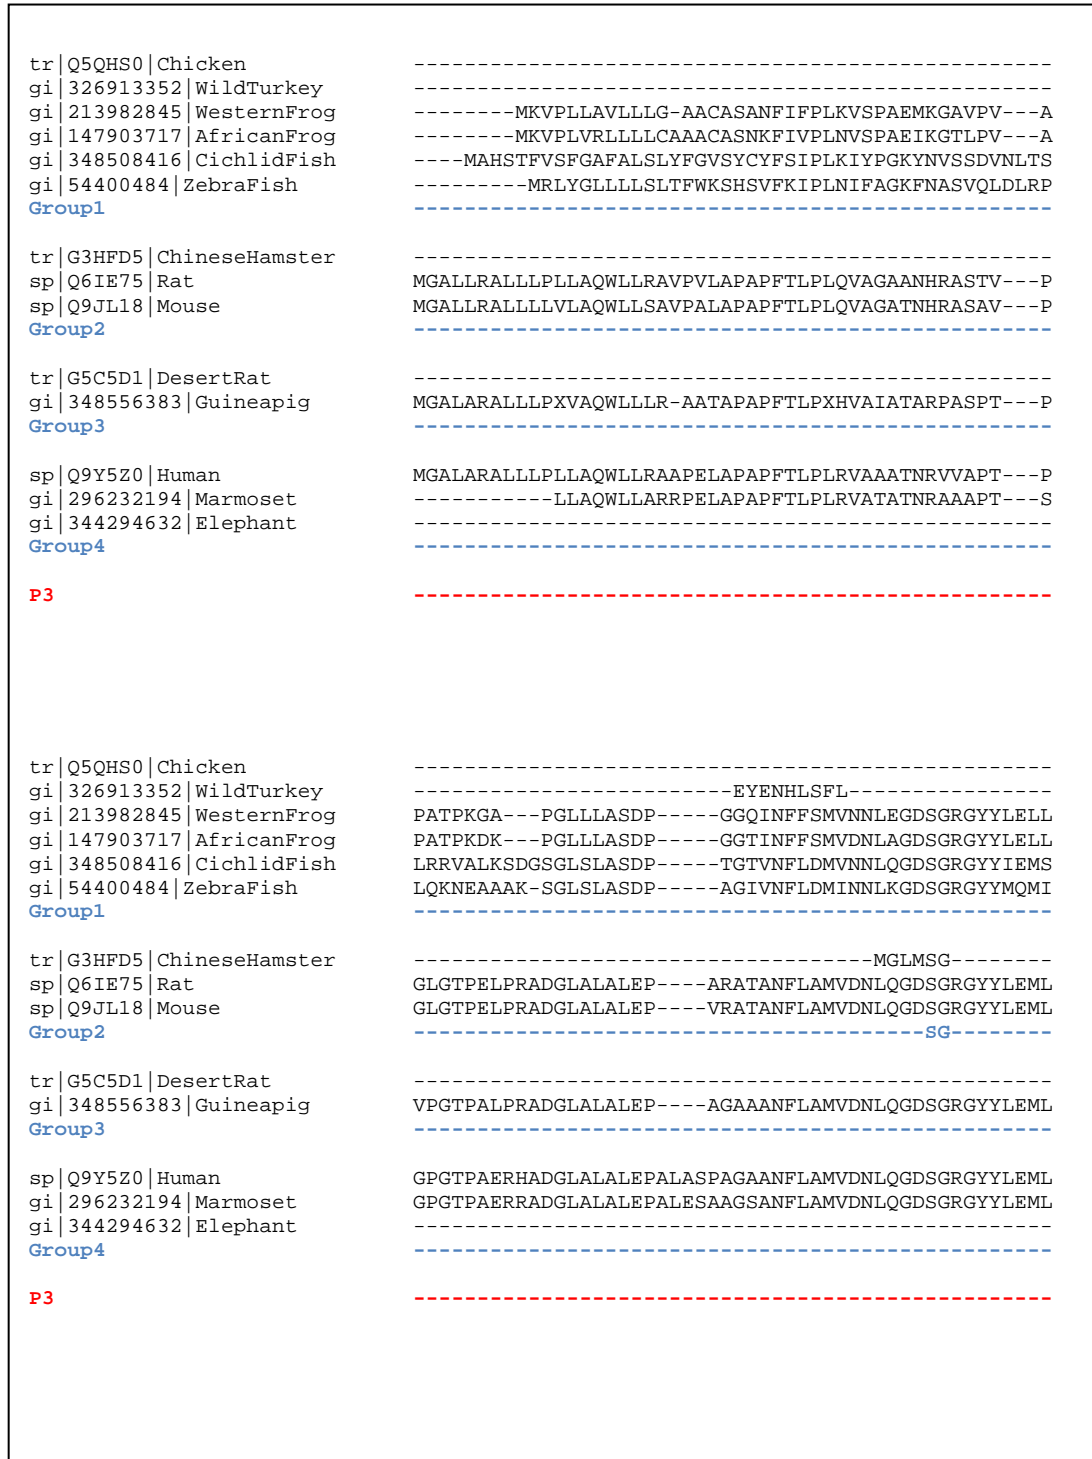 tr|Q5QHS0|Chicken --------------------------------------------------
gi|326913352|WildTurkey --------------------------------------------------
gi|213982845|WesternFrog --------MKVPLLAVLLLG-AACASANFIFPLKVSPAEMKGAVPV---A
gi|147903717|AfricanFrog --------MKVPLVRLLLLCAAACASNKFIVPLNVSPAEIKGTLPV---A
gi|348508416|CichlidFish ----MAHSTFVSFGAFALSLYFGVSYCYFSIPLKIYPGKYNVSSDVNLTS
gi|54400484|ZebraFish ---------MRLYGLLLLSLTFWKSHSVFKIPLNIFAGKFNASVQLDLRP
Group1 --------------------------------------------------
tr|G3HFD5|ChineseHamster --------------------------------------------------
sp|Q6IE75|Rat MGALLRALLLPLLAQWLLRAVPVLAPAPFTLPLQVAGAANHRASTV---P
sp|Q9JL18|Mouse MGALLRALLLLVLAQWLLSAVPALAPAPFTLPLQVAGATNHRASAV---P
Group2 --------------------------------------------------
tr|G5C5D1|DesertRat --------------------------------------------------
gi|348556383|Guineapig MGALARALLLPXVAQWLLLR-AATAPAPFTLPXHVAIATARPASPT---P
Group3 --------------------------------------------------
sp|Q9Y5Z0|Human MGALARALLLPLLAQWLLRAAPELAPAPFTLPLRVAAATNRVVAPT---P
gi|296232194|Marmoset -----------LLAQWLLARRPELAPAPFTLPLRVATATNRAAAPT---S
gi|344294632|Elephant --------------------------------------------------
Group4 --------------------------------------------------
P3 --------------------------------------------------
tr|Q5QHS0|Chicken --------------------------------------------------
gi|326913352|WildTurkey -------------------------EYENHLSFL----------------
gi|213982845|WesternFrog PATPKGA---PGLLLASDP-----GGQINFFSMVNNLEGDSGRGYYLELL
gi|147903717|AfricanFrog PATPKDK---PGLLLASDP-----GGTINFFSMVDNLAGDSGRGYYLELL
gi|348508416|CichlidFish LRRVALKSDGSGLSLASDP-----TGTVNFLDMVNNLQGDSGRGYYIEMS
gi|54400484|ZebraFish LQKNEAAAK-SGLSLASDP-----AGIVNFLDMINNLKGDSGRGYYMQMI
Group1 --------------------------------------------------
tr|G3HFD5|ChineseHamster ------------------------------------MGLMSG--------
sp|Q6IE75|Rat GLGTPELPRADGLALALEP----ARATANFLAMVDNLQGDSGRGYYLEML
sp|Q9JL18|Mouse GLGTPELPRADGLALALEP----VRATANFLAMVDNLQGDSGRGYYLEML
Group2 ----------------------------------------SG--------
tr|G5C5D1|DesertRat --------------------------------------------------
gi|348556383|Guineapig VPGTPALPRADGLALALEP----AGAAANFLAMVDNLQGDSGRGYYLEML
Group3 --------------------------------------------------
sp|Q9Y5Z0|Human GPGTPAERHADGLALALEPALASPAGAANFLAMVDNLQGDSGRGYYLEML
gi|296232194|Marmoset GPGTPAERRADGLALALEPALESAAGSANFLAMVDNLQGDSGRGYYLEML
gi|344294632|Elephant --------------------------------------------------
Group4 --------------------------------------------------
P3 --------------------------------------------------